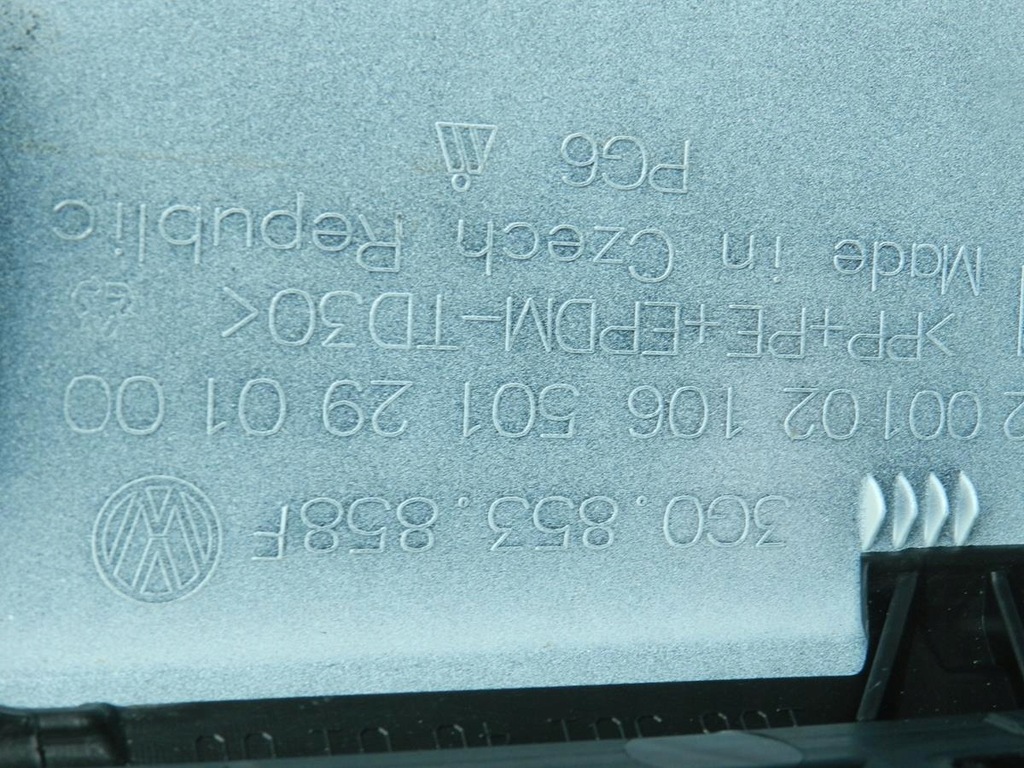 3G0.853.858F
2 001 02 106 501 29 01 00
>PP+PE+EPDM-TD30<
Made in Czech Republic
PG6